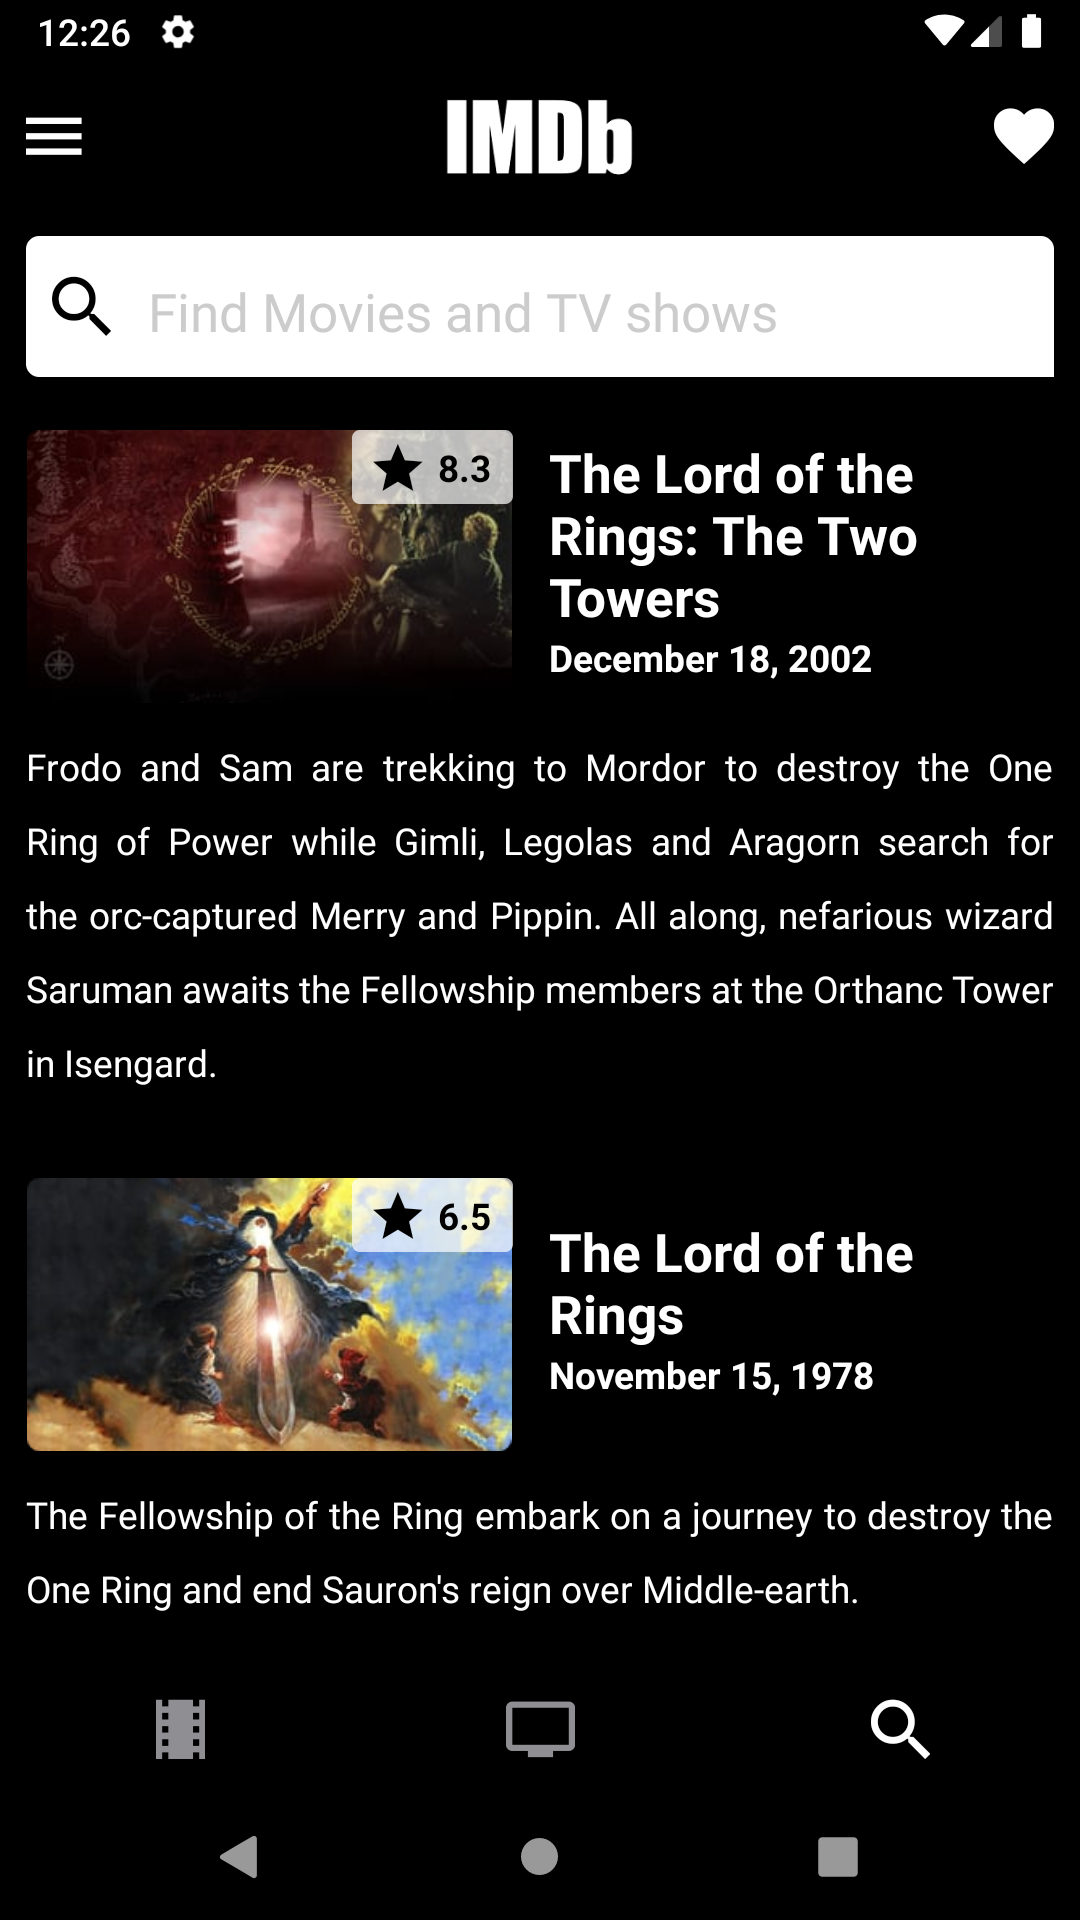 12:26
IMDb
Find Movies and TV shows
8.3
The Lord of the
Rings: The Two
Towers
December 18, 2002
Frodo and Sam are trekking to Mordor to destroy the One
Ring of Power while Gimli, Legolas and Aragorn search for
the orc-captured Merry and Pippin. All along, nefarious wizard
Saruman awaits the Fellowship members at the Orthanc Tower
in Isengard.
6.5
The Lord of the
Rings
November 15, 1978
The Fellowship of the Ring embark on a journey to destroy the
One Ring and end Sauron's reign over Middle-earth.